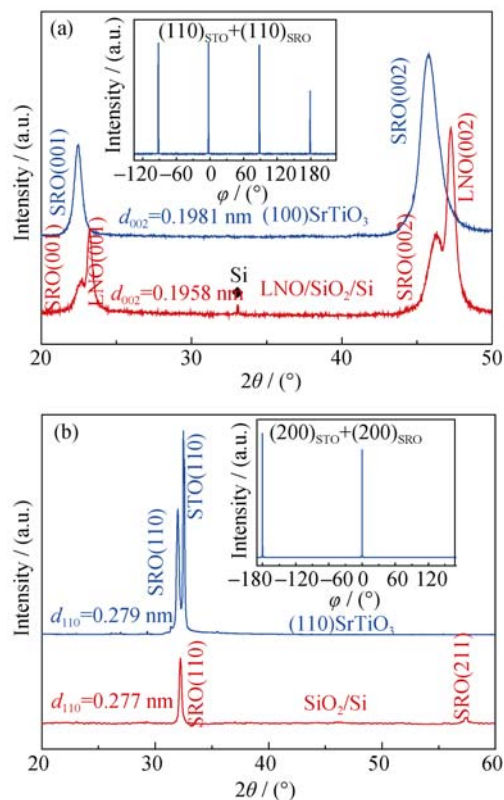 (a)
(110)STO+(110)SRO
Intensity / (a.u.)
−120 −60 0 60 120 180
φ / (°)
SRO(001)
SRO(002)
LNO(002)
d002=0.1981 nm (100)SrTiO3
SRO(001)
LNO(001)
Si
SRO(002)
d002=0.1958 nm LNO/SiO2/Si
Intensity / (a.u.)
20 30 40 50
2θ / (°)
(b)
(200)STO+(200)SRO
Intensity / (a.u.)
−180 −120 −60 0 60 120
φ / (°)
SRO(110)
STO(110)
d110=0.279 nm (110)SrTiO3
d110=0.277 nm SiO2/Si
SRO(110)
SRO(211)
Intensity / (a.u.)
20 30 40 50 60
2θ / (°)